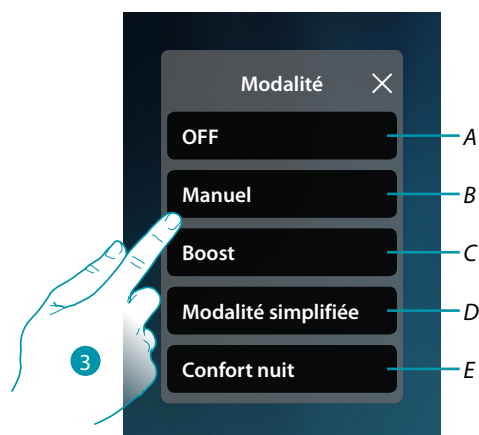 Modalité
OFF
A
Manuel
B
Boost
C
Modalité simplifiée
D
Confort nuit
E
3